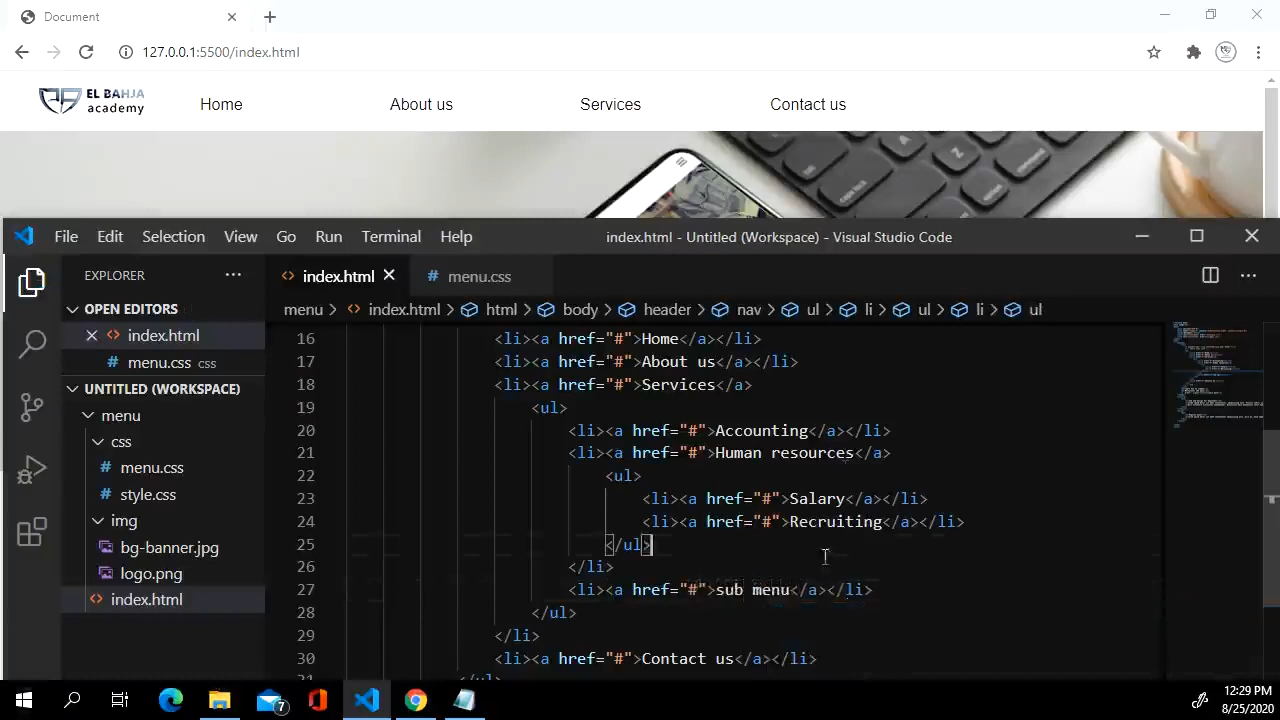 Document
127.0.0.1:5500/index.html
EL BAHJA
academy
Home
About us
Services
Contact us
File Edit Selection View Go Run Terminal Help
index.html - Untitled (Workspace) - Visual Studio Code
EXPLORER
index.html
# menu.css
OPEN EDITORS
menu > index.html > html > body > header > nav > ul > li > ul > li > ul
index.html
menu.css css
UNTITLED (WORKSPACE)
menu
css
# menu.css
# style.css
img
bg-banner.jpg
logo.png
index.html
16 <li><a href="#">Home</a></li>
17 <li><a href="#">About us</a></li>
18 <li><a href="#">Services</a>
19 <ul>
20 <li><a href="#">Accounting</a></li>
21 <li><a href="#">Human resources</a>
22 <ul>
23 <li><a href="#">Salary</a></li>
24 <li><a href="#">Recruiting</a></li>
25 </ul>
26 </li>
27 <li><a href="#">sub menu</a></li>
28 </ul>
29 </li>
30 <li><a href="#">Contact us</a></li>
7
12:29 PM
8/25/2020